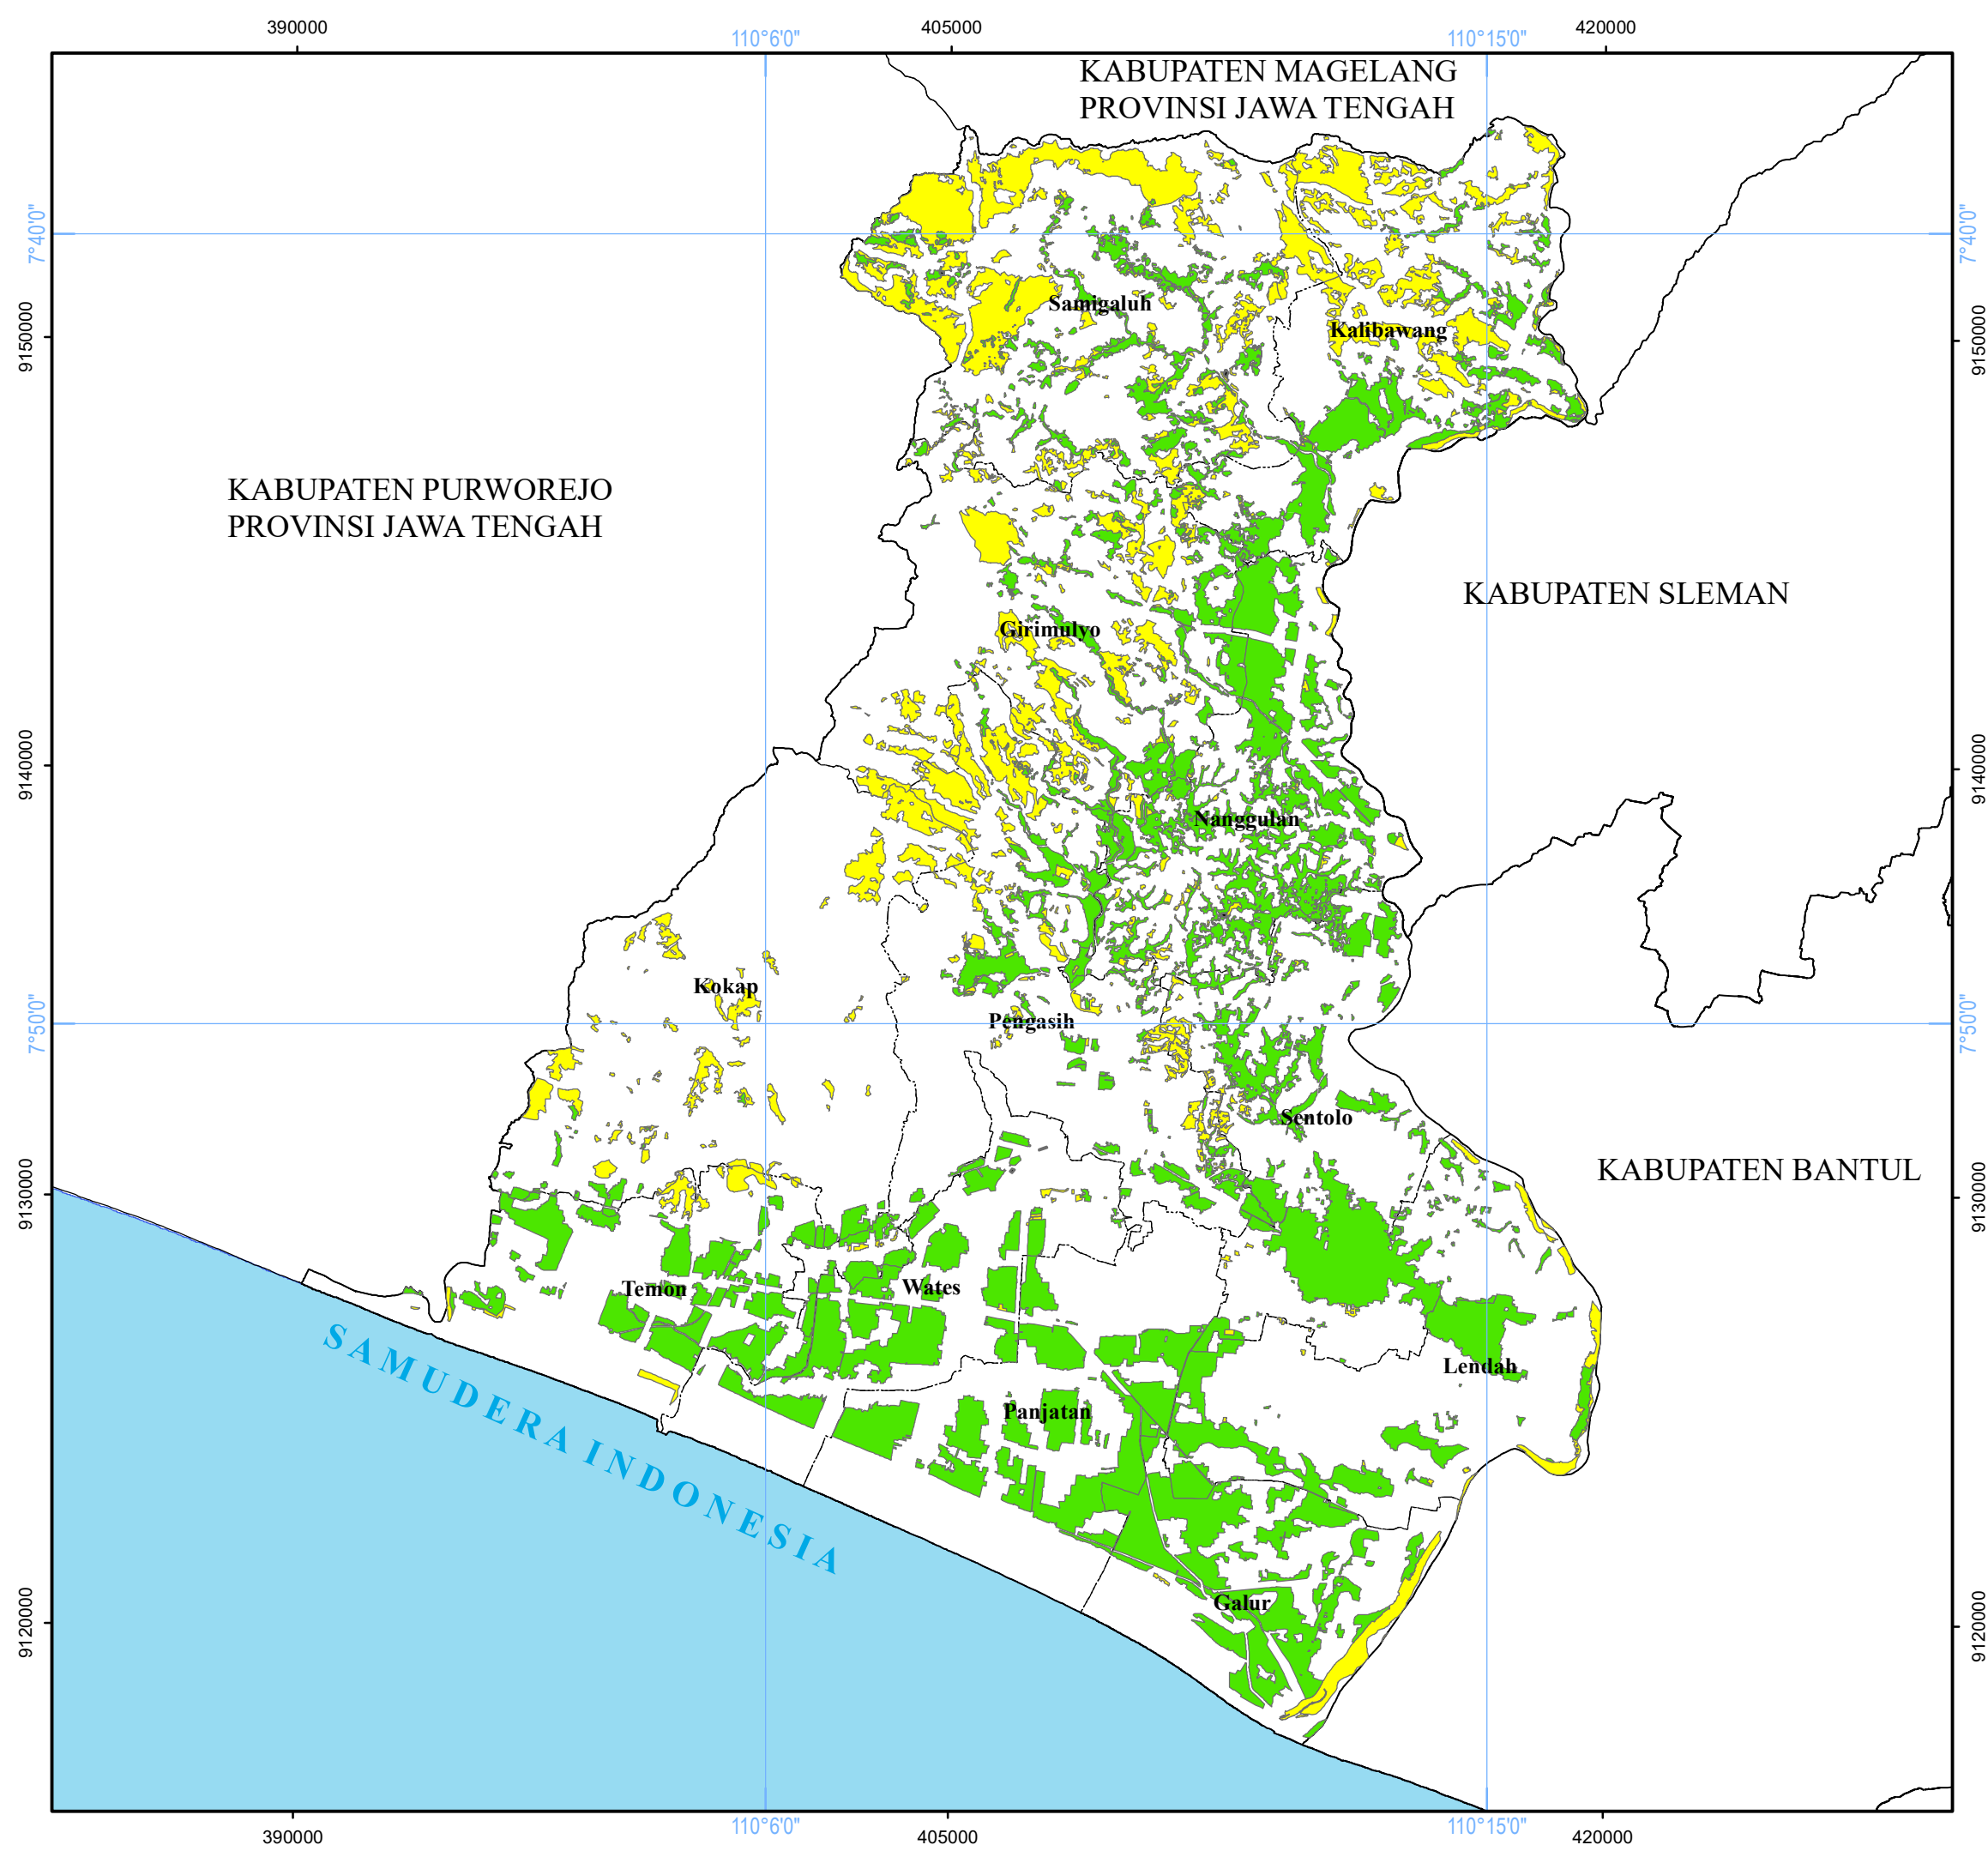 390000
405000
420000
110°6'0"
110°15'0"
KABUPATEN MAGELANG
PROVINSI JAWA TENGAH
7°40'0"
7°40'0"
Samigaluh
Kalibawang
9150000
9150000
KABUPATEN PURWOREJO
PROVINSI JAWA TENGAH
KABUPATEN SLEMAN
Girimulyo
9140000
9140000
Nanggulan
Kokap
Pengasih
7°50'0"
7°50'0"
Sentolo
KABUPATEN BANTUL
9130000
9130000
Temon
Wates
Lendah
Panjatan
SAMUDERA INDONESIA
Galur
9120000
9120000
110°6'0"
110°15'0"
390000
405000
420000